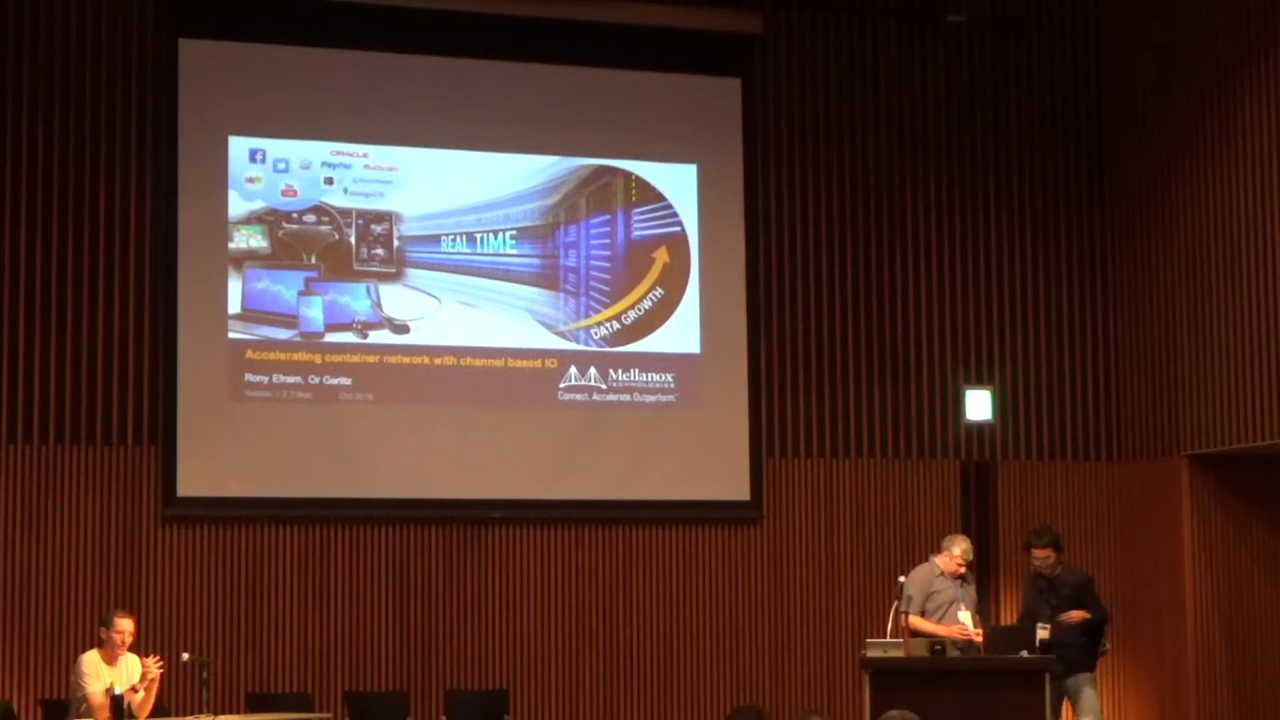 ORACLE
PayPal
REAL TIME
DATA GROWTH
Accelerating container network with channel based IO
Rony Efraim, Or Gerlitz
Mellanox
TECHNOLOGIES
Connect. Accelerate. Outperform.